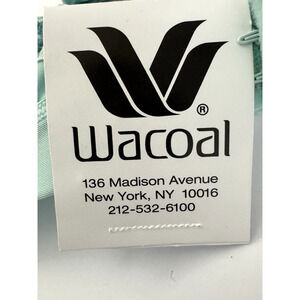 ®
Wacoal
136 Madison Avenue
New York, NY 10016
212-532-6100